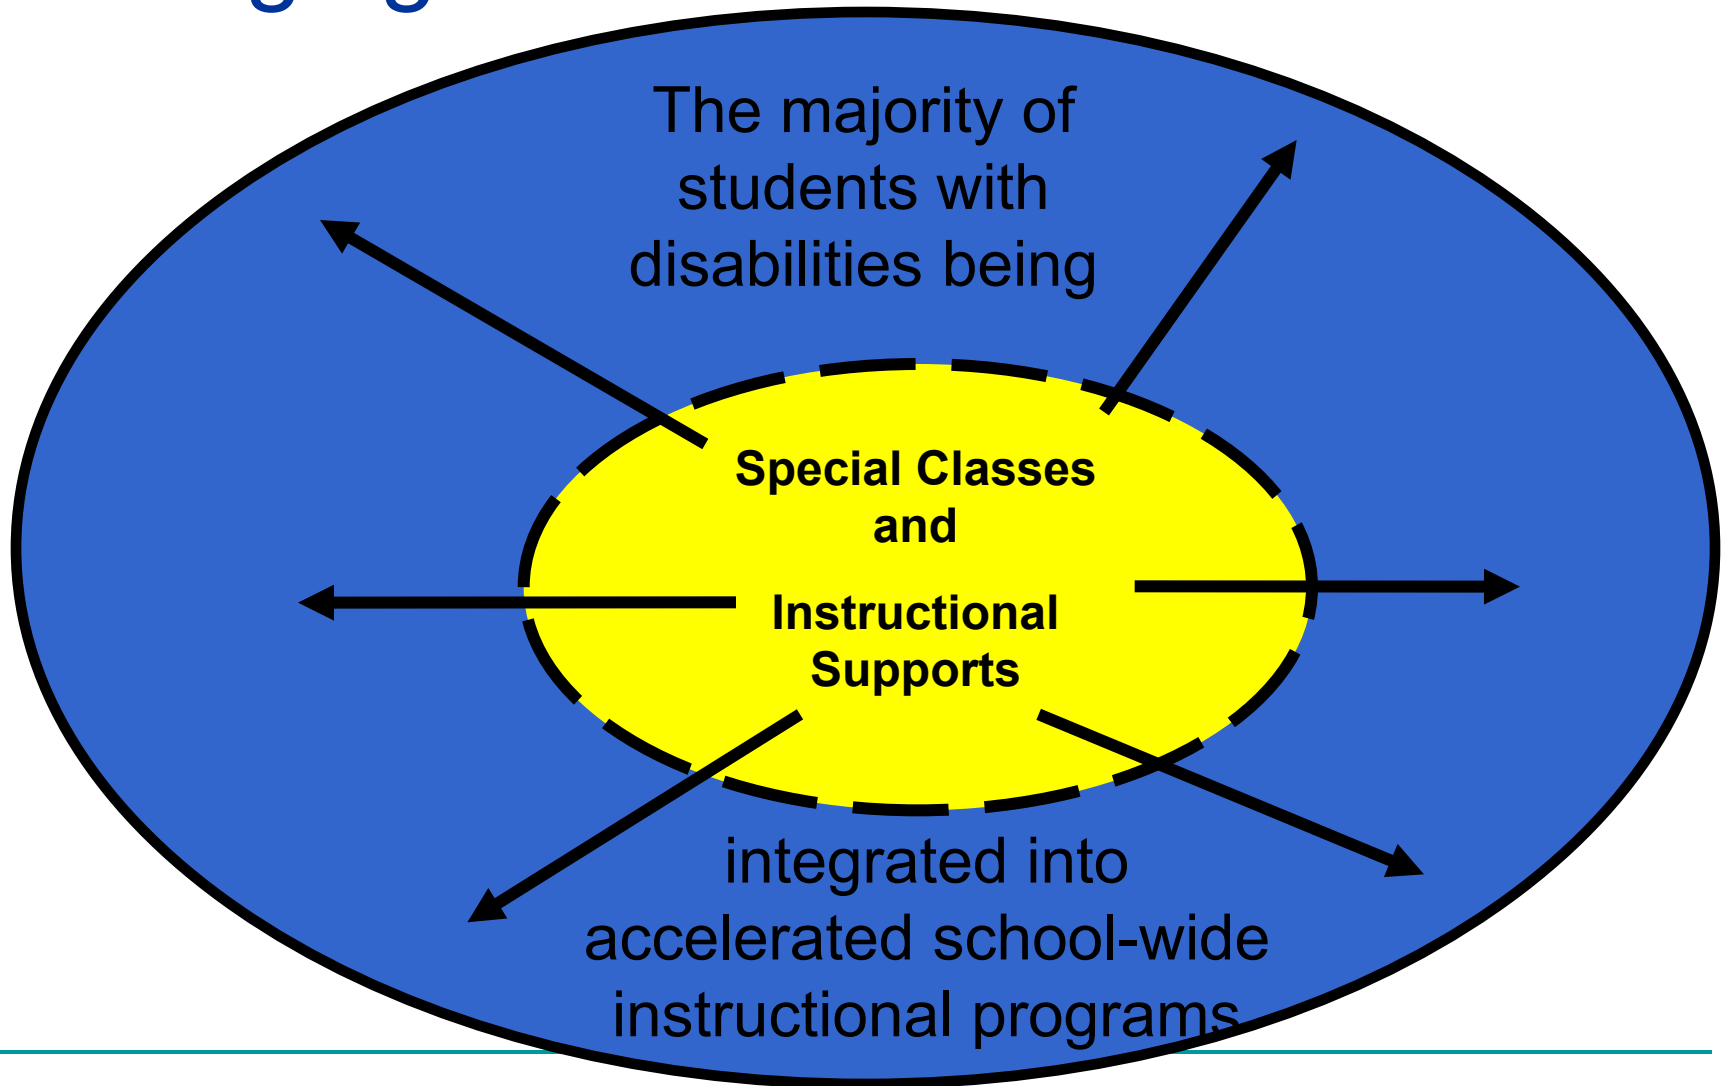 The majority of
students with
disabilities being
Special Classes
and
Instructional
Supports
integrated into
accelerated school-wide
instructional programs